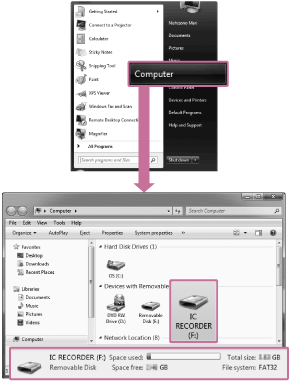 Getting Started
Connect to a Projector
Calculator
Sticky Notes
Snipping Tool
Paint
XPS Viewer
Windows Fax and Scan
Remote Desktop Connection
Magnifier
All Programs
Search programs and files
Documents
Pictures
Music
Computer
Control Panel
Devices and Printers
Default Programs
Help and Support
Shut down
Computer
Search Computer
File Edit View Tools Help
Organize AutoPlay Eject Properties System properties
Favorites
Desktop
Downloads
Recent Places
Libraries
Documents
Music
Pictures
Videos
Computer
Hard Disk Drives (1)
OS (C:)
Devices with Removable
DVD RW
Drive (D:)
Removable
Disk (E:)
IC
RECORDER
(F:)
Network Location (8)
IC RECORDER (F:) Space used: Total size: GB
Removable Disk Space free: GB File system: FAT32